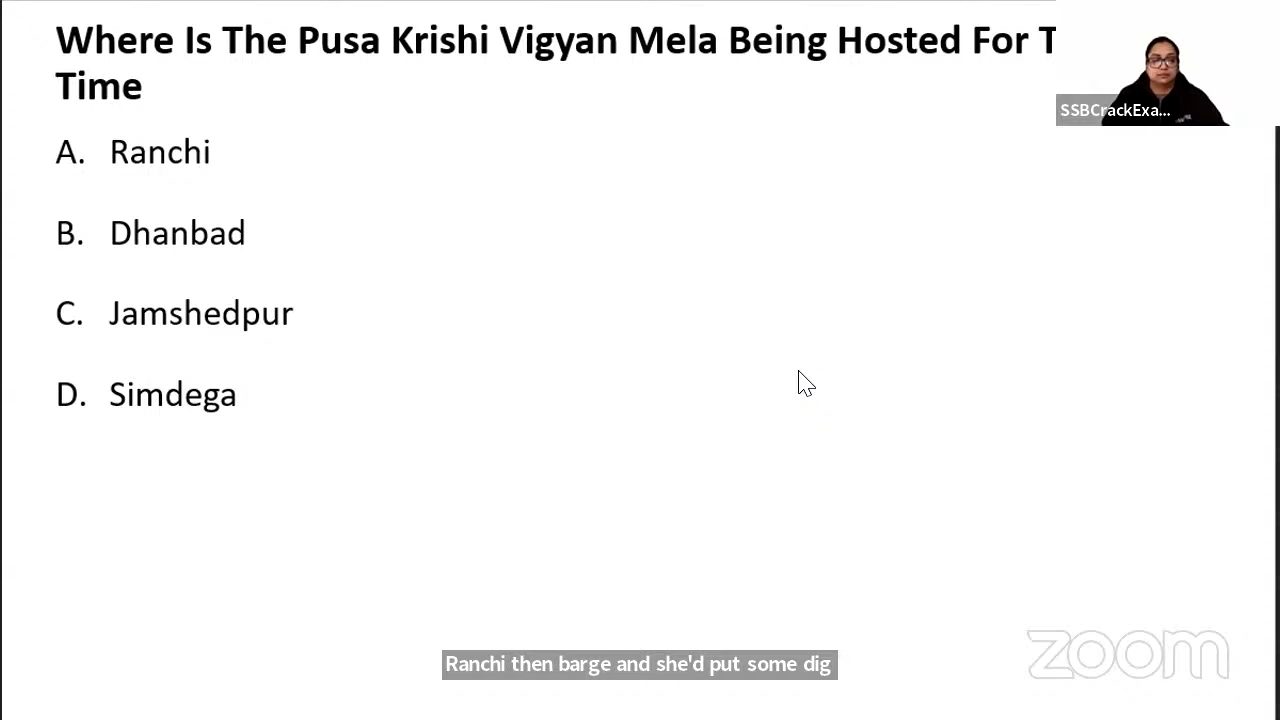 Where Is The Pusa Krishi Vigyan Mela Being Hosted For T
Time
SSBCrackExa...
A. Ranchi
B. Dhanbad
C. Jamshedpur
D. Simdega
Ranchi then barge and she'd put some dig
zoom